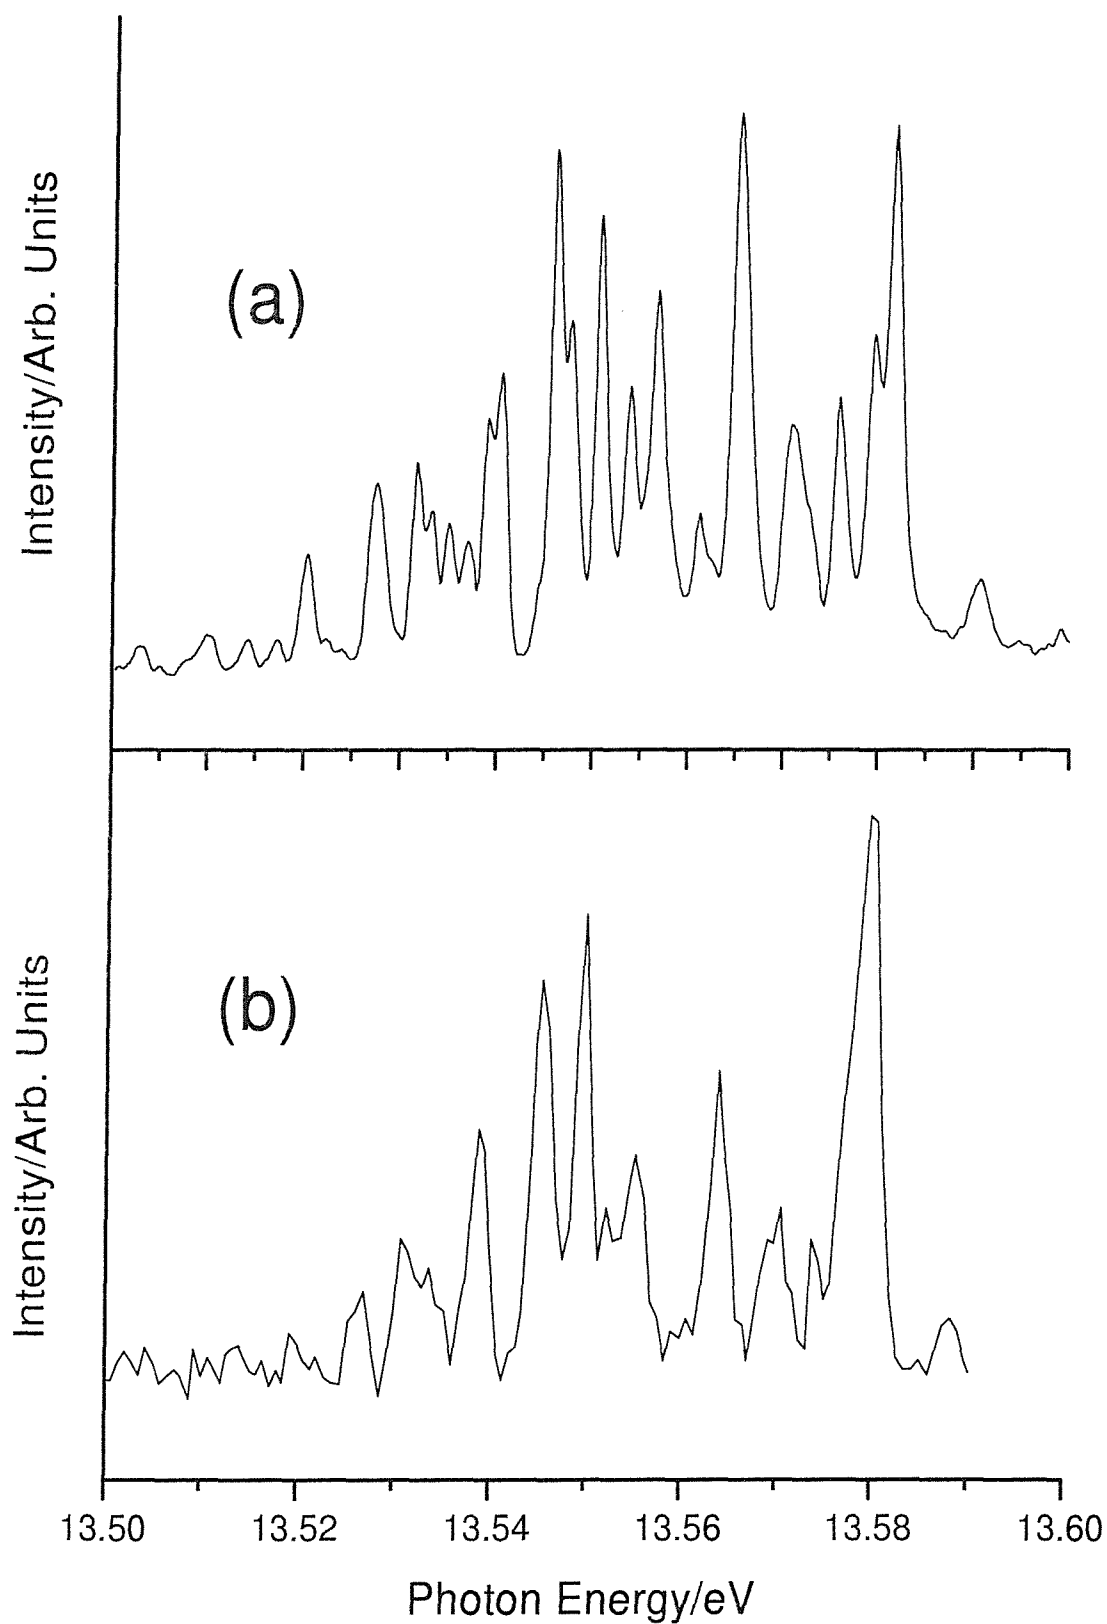 Intensity/Arb. Units
(a)
Intensity/Arb. Units
(b)
13.50 13.52 13.54 13.56 13.58 13.60
Photon Energy/eV